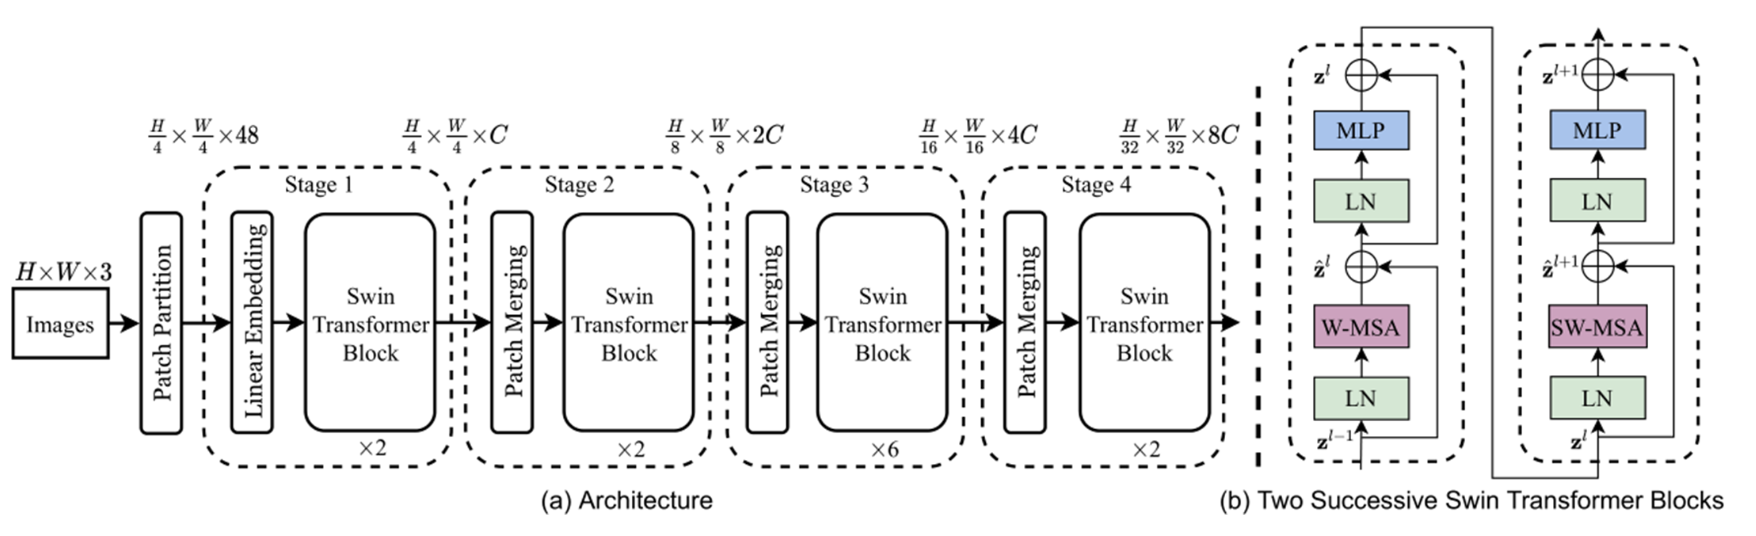 H×W×3
Images
H/4 × W/4 × 48
Patch Partition
Stage 1
Linear Embedding
Swin
Transformer
Block
×2
H/4 × W/4 × C
Stage 2
Patch Merging
Swin
Transformer
Block
×2
H/8 × W/8 × 2C
Stage 3
Patch Merging
Swin
Transformer
Block
×6
H/16 × W/16 × 4C
Stage 4
Patch Merging
Swin
Transformer
Block
×2
H/32 × W/32 × 8C
(a) Architecture
z^l
MLP
LN
ẑ^l
W-MSA
LN
z^{l-1}
z^{l+1}
MLP
LN
ẑ^{l+1}
SW-MSA
LN
z^l
(b) Two Successive Swin Transformer Blocks